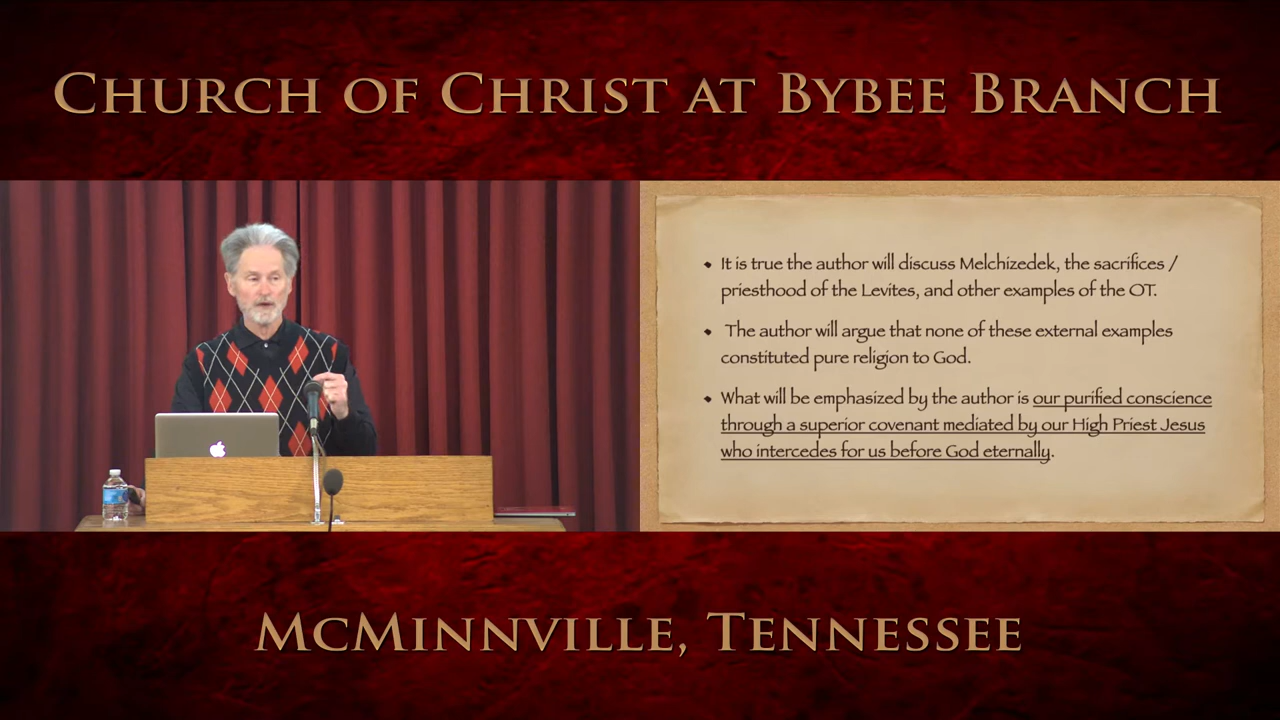 CHURCH OF CHRIST AT BYBEE BRANCH
• It is true the author will discuss Melchizedek, the sacrifices /
priesthood of the Levites, and other examples of the OT.
• The author will argue that none of these external examples
constituted pure religion to God.
• What will be emphasized by the author is our purified conscience
through a superior covenant mediated by our High Priest Jesus
who intercedes for us before God eternally.
MCMINNVILLE, TENNESSEE